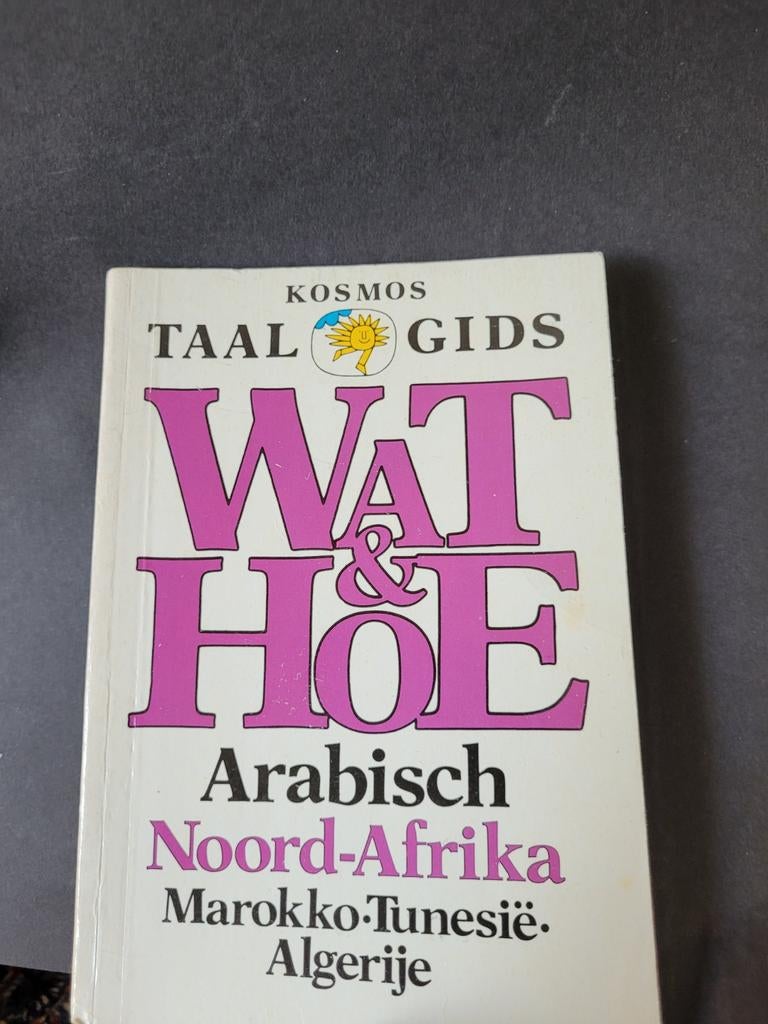 KOSMOS
TAAL GIDS
WAT
&
HOE
Arabisch
Noord-Afrika
Marokko·Tunesië·
Algerije